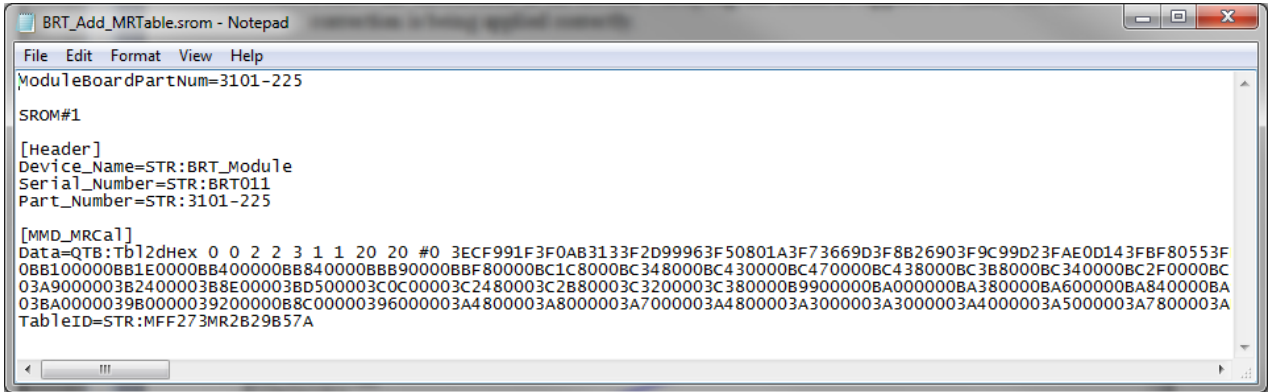 BRT_Add_MRTable.srom - Notepad
File Edit Format View Help
ModuleBoardPartNum=3101-225
SROM#1
[Header]
Device_Name=STR:BRT_Module
Serial_Number=STR:BRT011
Part_Number=STR:3101-225
[MMD_MRCal]
Data=QTB:Tbl2dHex 0 0 2 2 3 1 1 20 20 #0 3ECF991F3F0AB3133F2D99963F50801A3F73669D3F8B26903F9C99D23FAE0D143FBF80553F
0BB100000BB1E0000BB400000BB840000BBB90000BBF80000BC1C8000BC348000BC430000BC470000BC438000BC3B8000BC340000BC2F0000BC
03A9000003B2400003B8E00003BD500003C0C00003C2480003C2B80003C3200003C380000B9900000BA000000BA380000BA600000BA840000BA
03BA0000039B0000039200000B8C00000396000003A4800003A8000003A7000003A4800003A3000003A3000003A4000003A5000003A7800003A
TableID=STR:MFF273MR2B29B57A